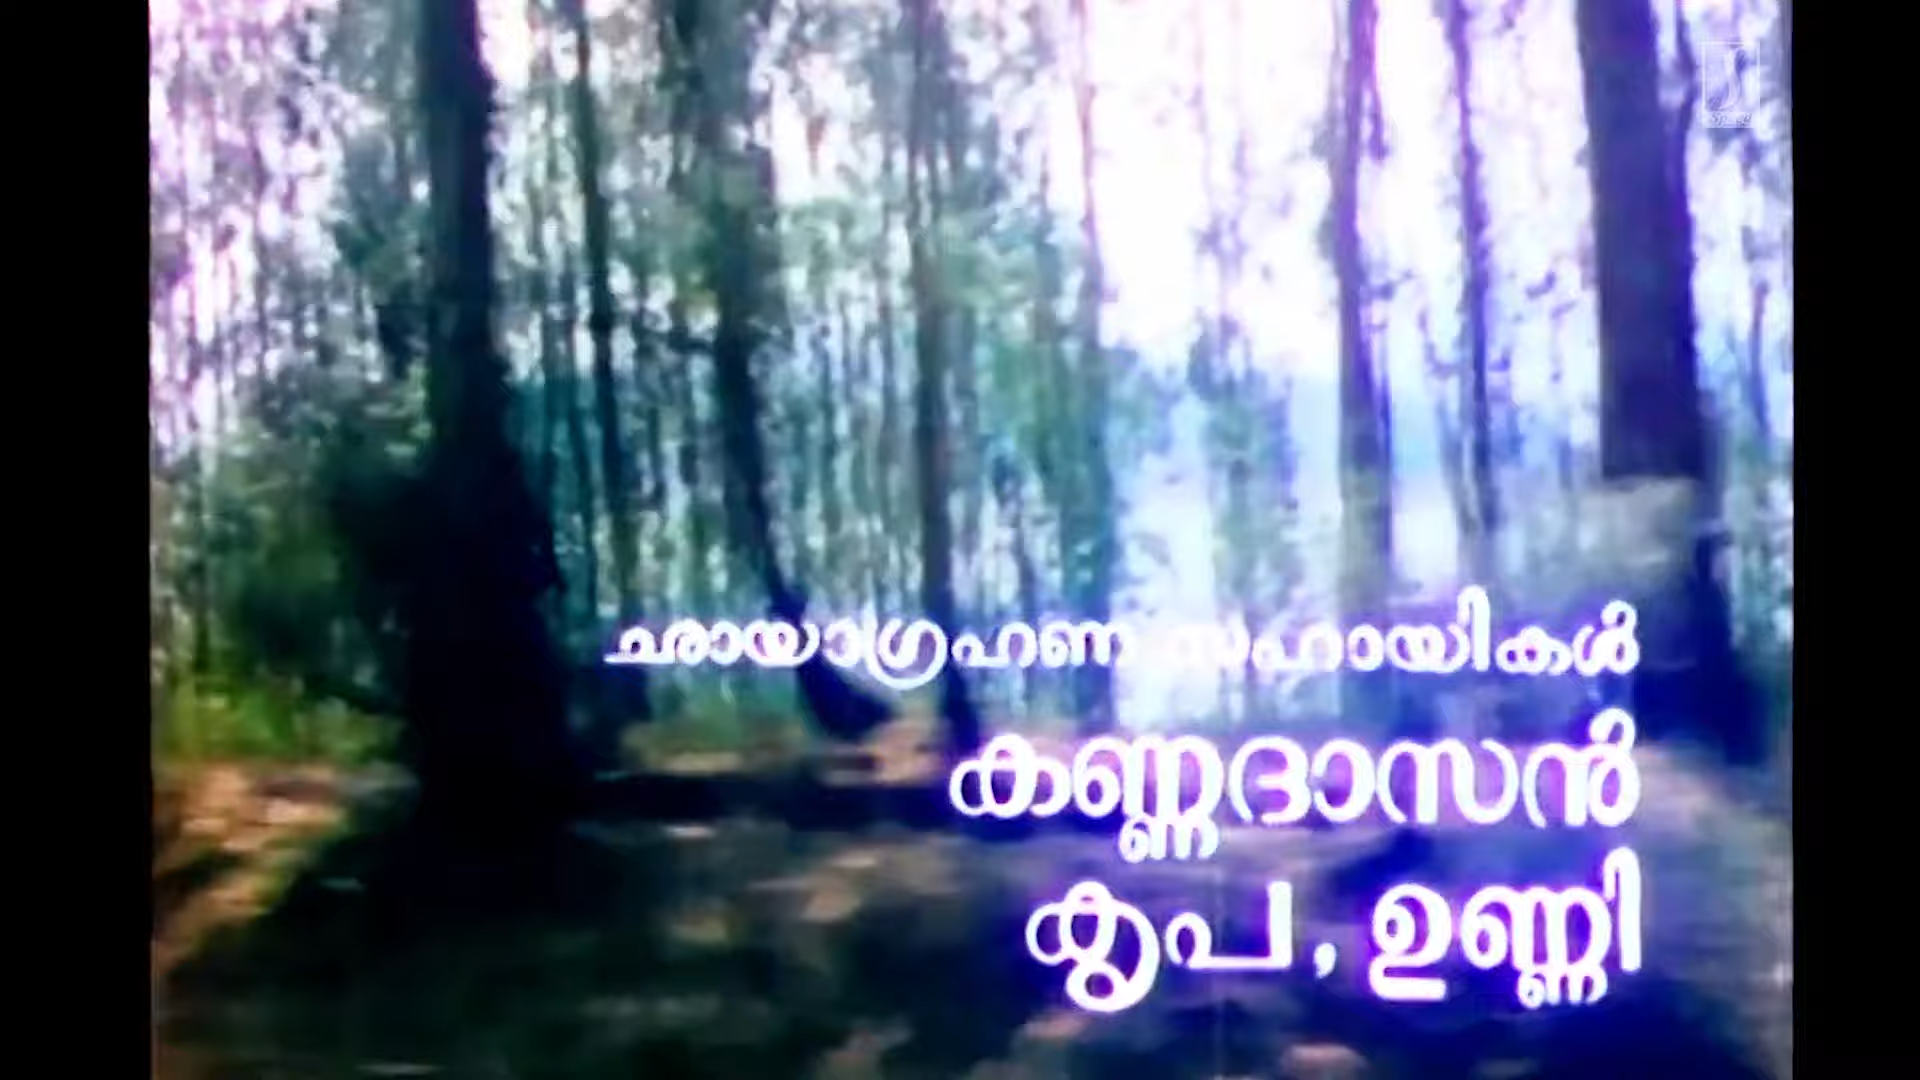 ഛായാഗ്രഹണ സഹായികൾ
കണ്ണദാസൻ
കൃപ, ഉണ്ണി